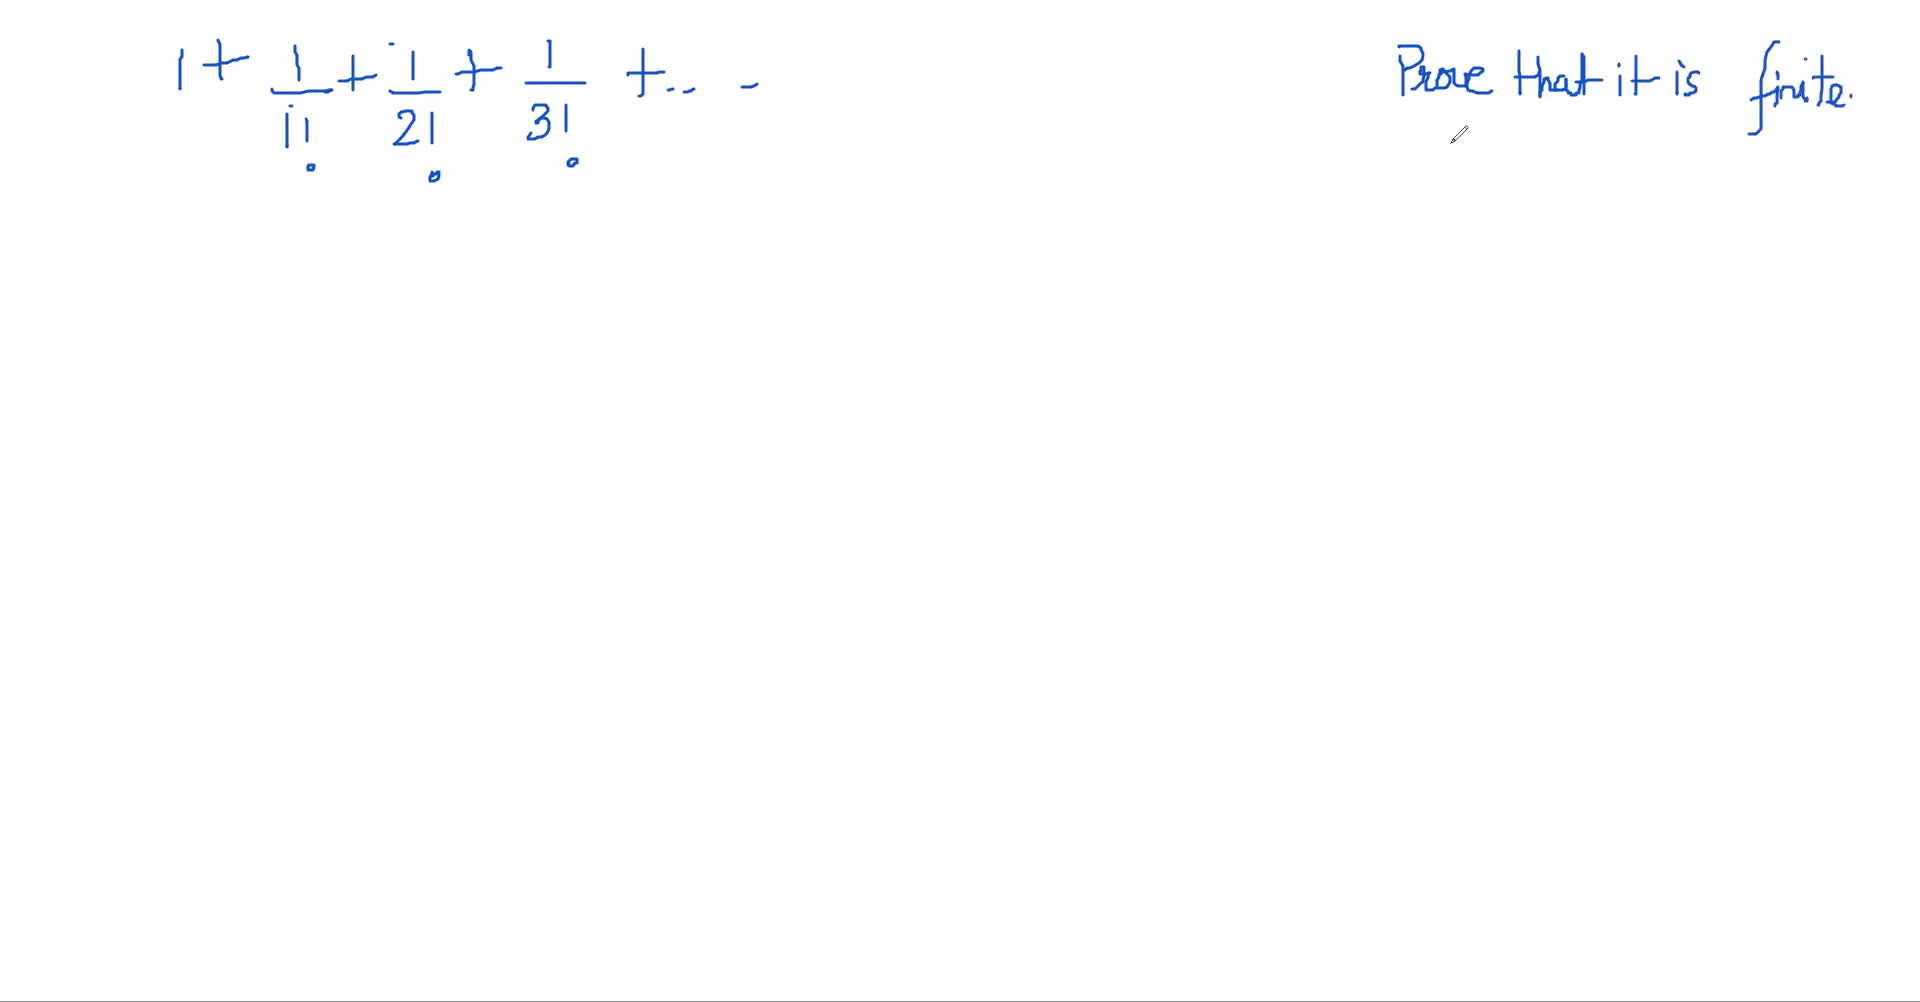 1 + 1/1! + 1/2! + 1/3! + .. . - Prove that it is finite.